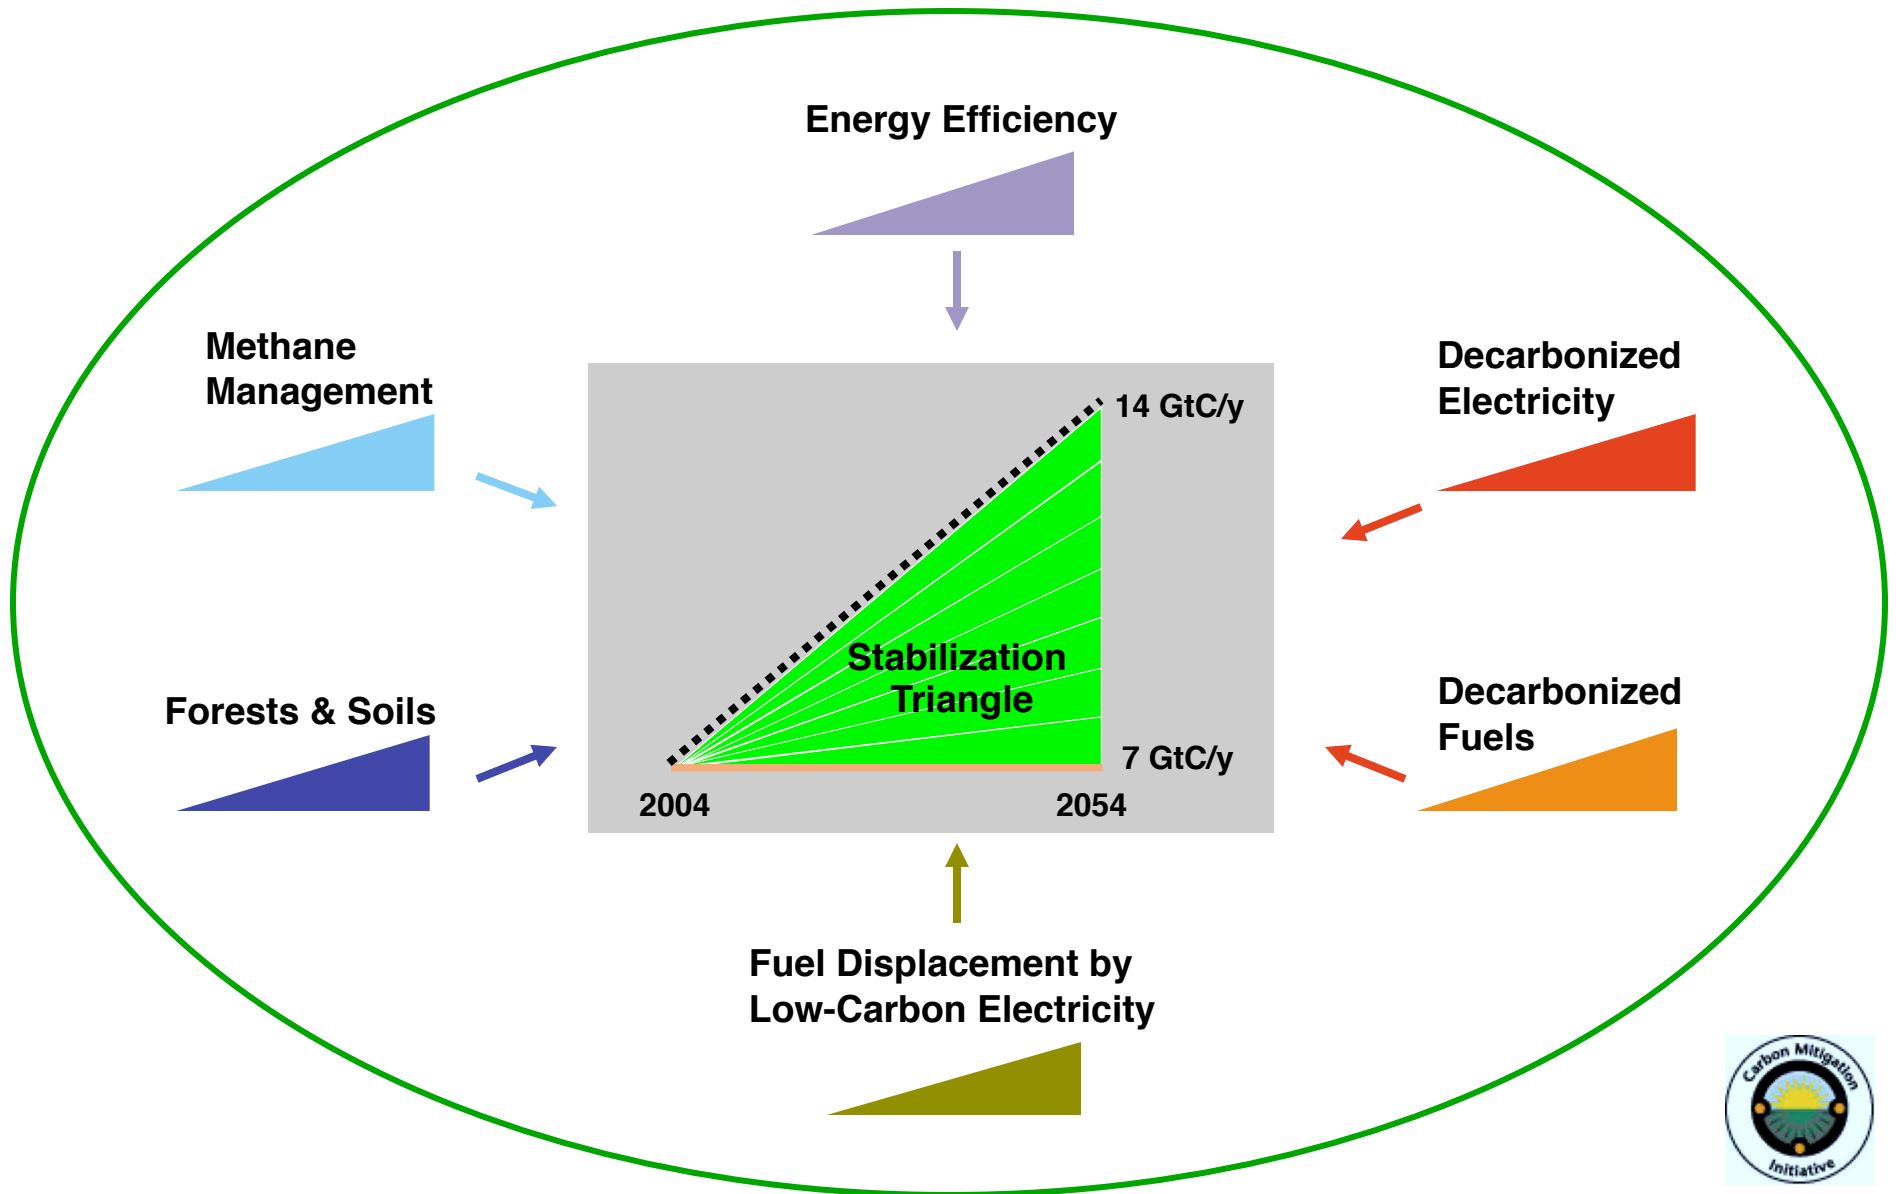 Energy Efficiency
Methane
Management
Decarbonized
Electricity
14 GtC/y
Stabilization
Triangle
Forests & Soils
Decarbonized
Fuels
7 GtC/y
2004
2054
Fuel Displacement by
Low-Carbon Electricity
Carbon Mitigation
Initiative